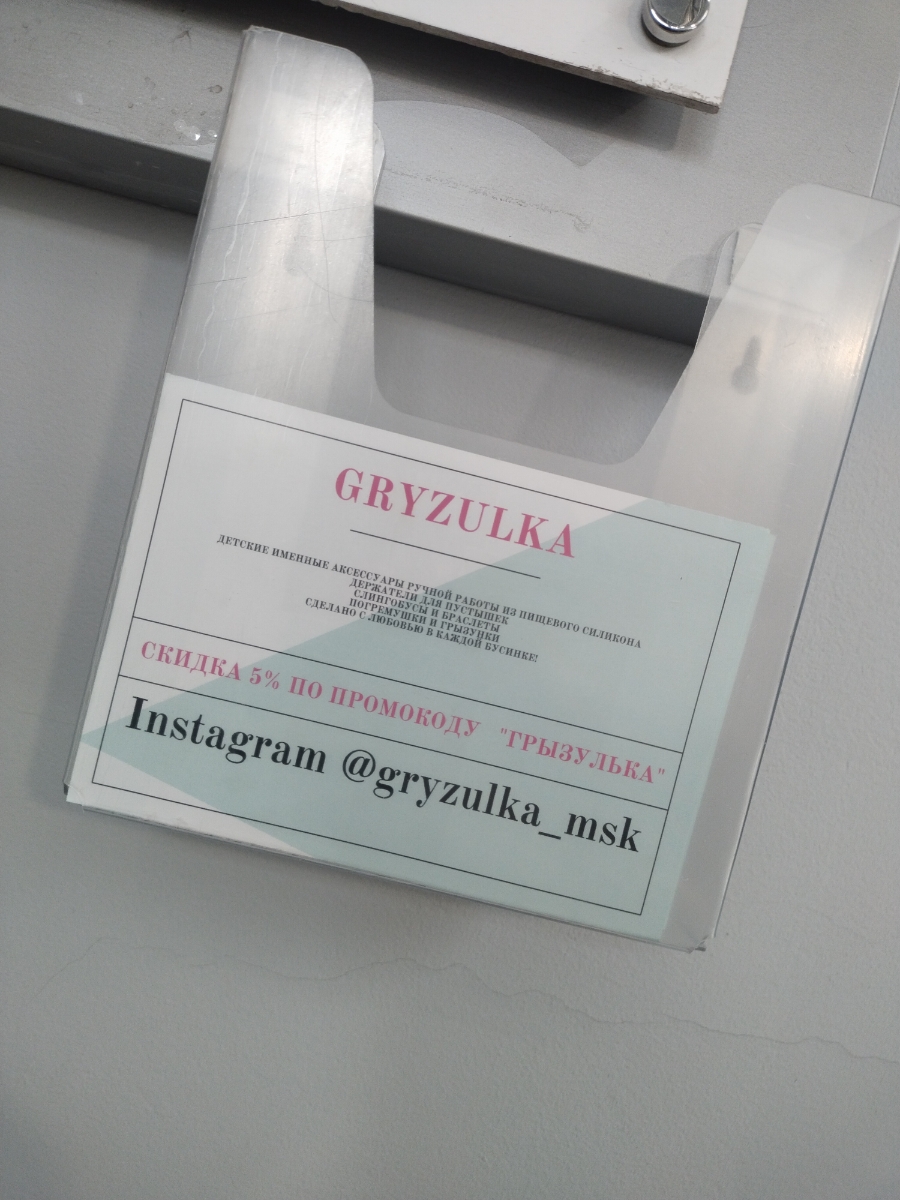 GRYZULKA
ДЕТСКИЕ ИМЕННЫЕ АКСЕССУАРЫ РУЧНОЙ РАБОТЫ ИЗ ПИЩЕВОГО СИЛИКОНА
ДЕРЖАТЕЛИ ДЛЯ ПУСТЫШЕК
СЛИНГОБУСЫ И БРАСЛЕТЫ
ПОГРЕМУШКИ И ГРЫЗУНКИ
СДЕЛАНО С ЛЮБОВЬЮ В КАЖДОЙ БУСИНКЕ!
СКИДКА 5% ПО ПРОМОКОДУ "ГРЫЗУЛЬКА"
Instagram @gryzulka_msk